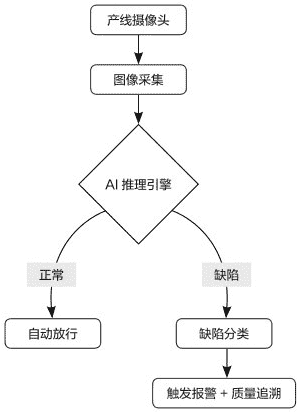 产线摄像头
图像采集
AI 推理引擎
正常
缺陷
自动放行
缺陷分类
触发报警 + 质量追溯